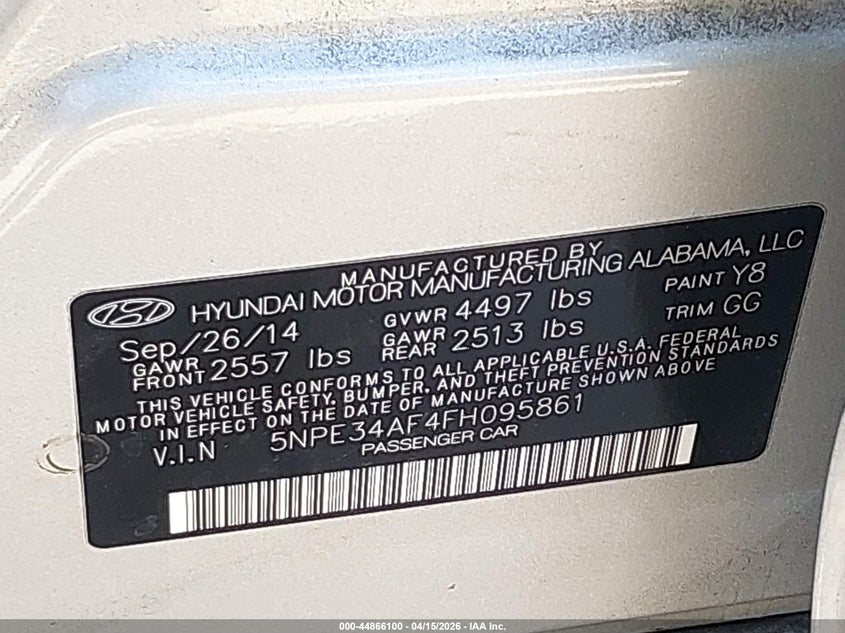 MANUFACTURED BY
HYUNDAI MOTOR MANUFACTURING ALABAMA, LLC
Sep/26/14 GVWR 4497 lbs PAINT Y8
GAWR FRONT 2557 lbs GAWR REAR 2513 lbs TRIM GG
THIS VEHICLE CONFORMS TO ALL APPLICABLE U.S.A. FEDERAL
MOTOR VEHICLE SAFETY, BUMPER, AND THEFT PREVENTION STANDARDS
IN EFFECT ON THE DATE OF MANUFACTURE SHOWN ABOVE
V.I.N 5NPE34AF4FH095861
PASSENGER CAR
000-44866100 - 04/15/2026 - IAA Inc.